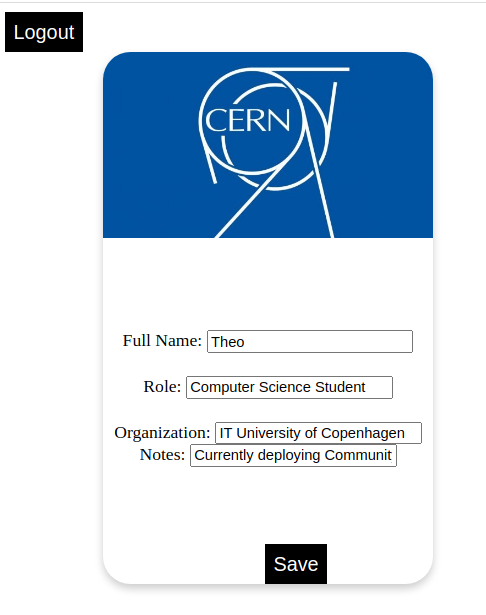 Logout
CERN
Full Name: Theo
Role: Computer Science Student
Organization: IT University of Copenhagen
Notes: Currently deploying Communit
Save